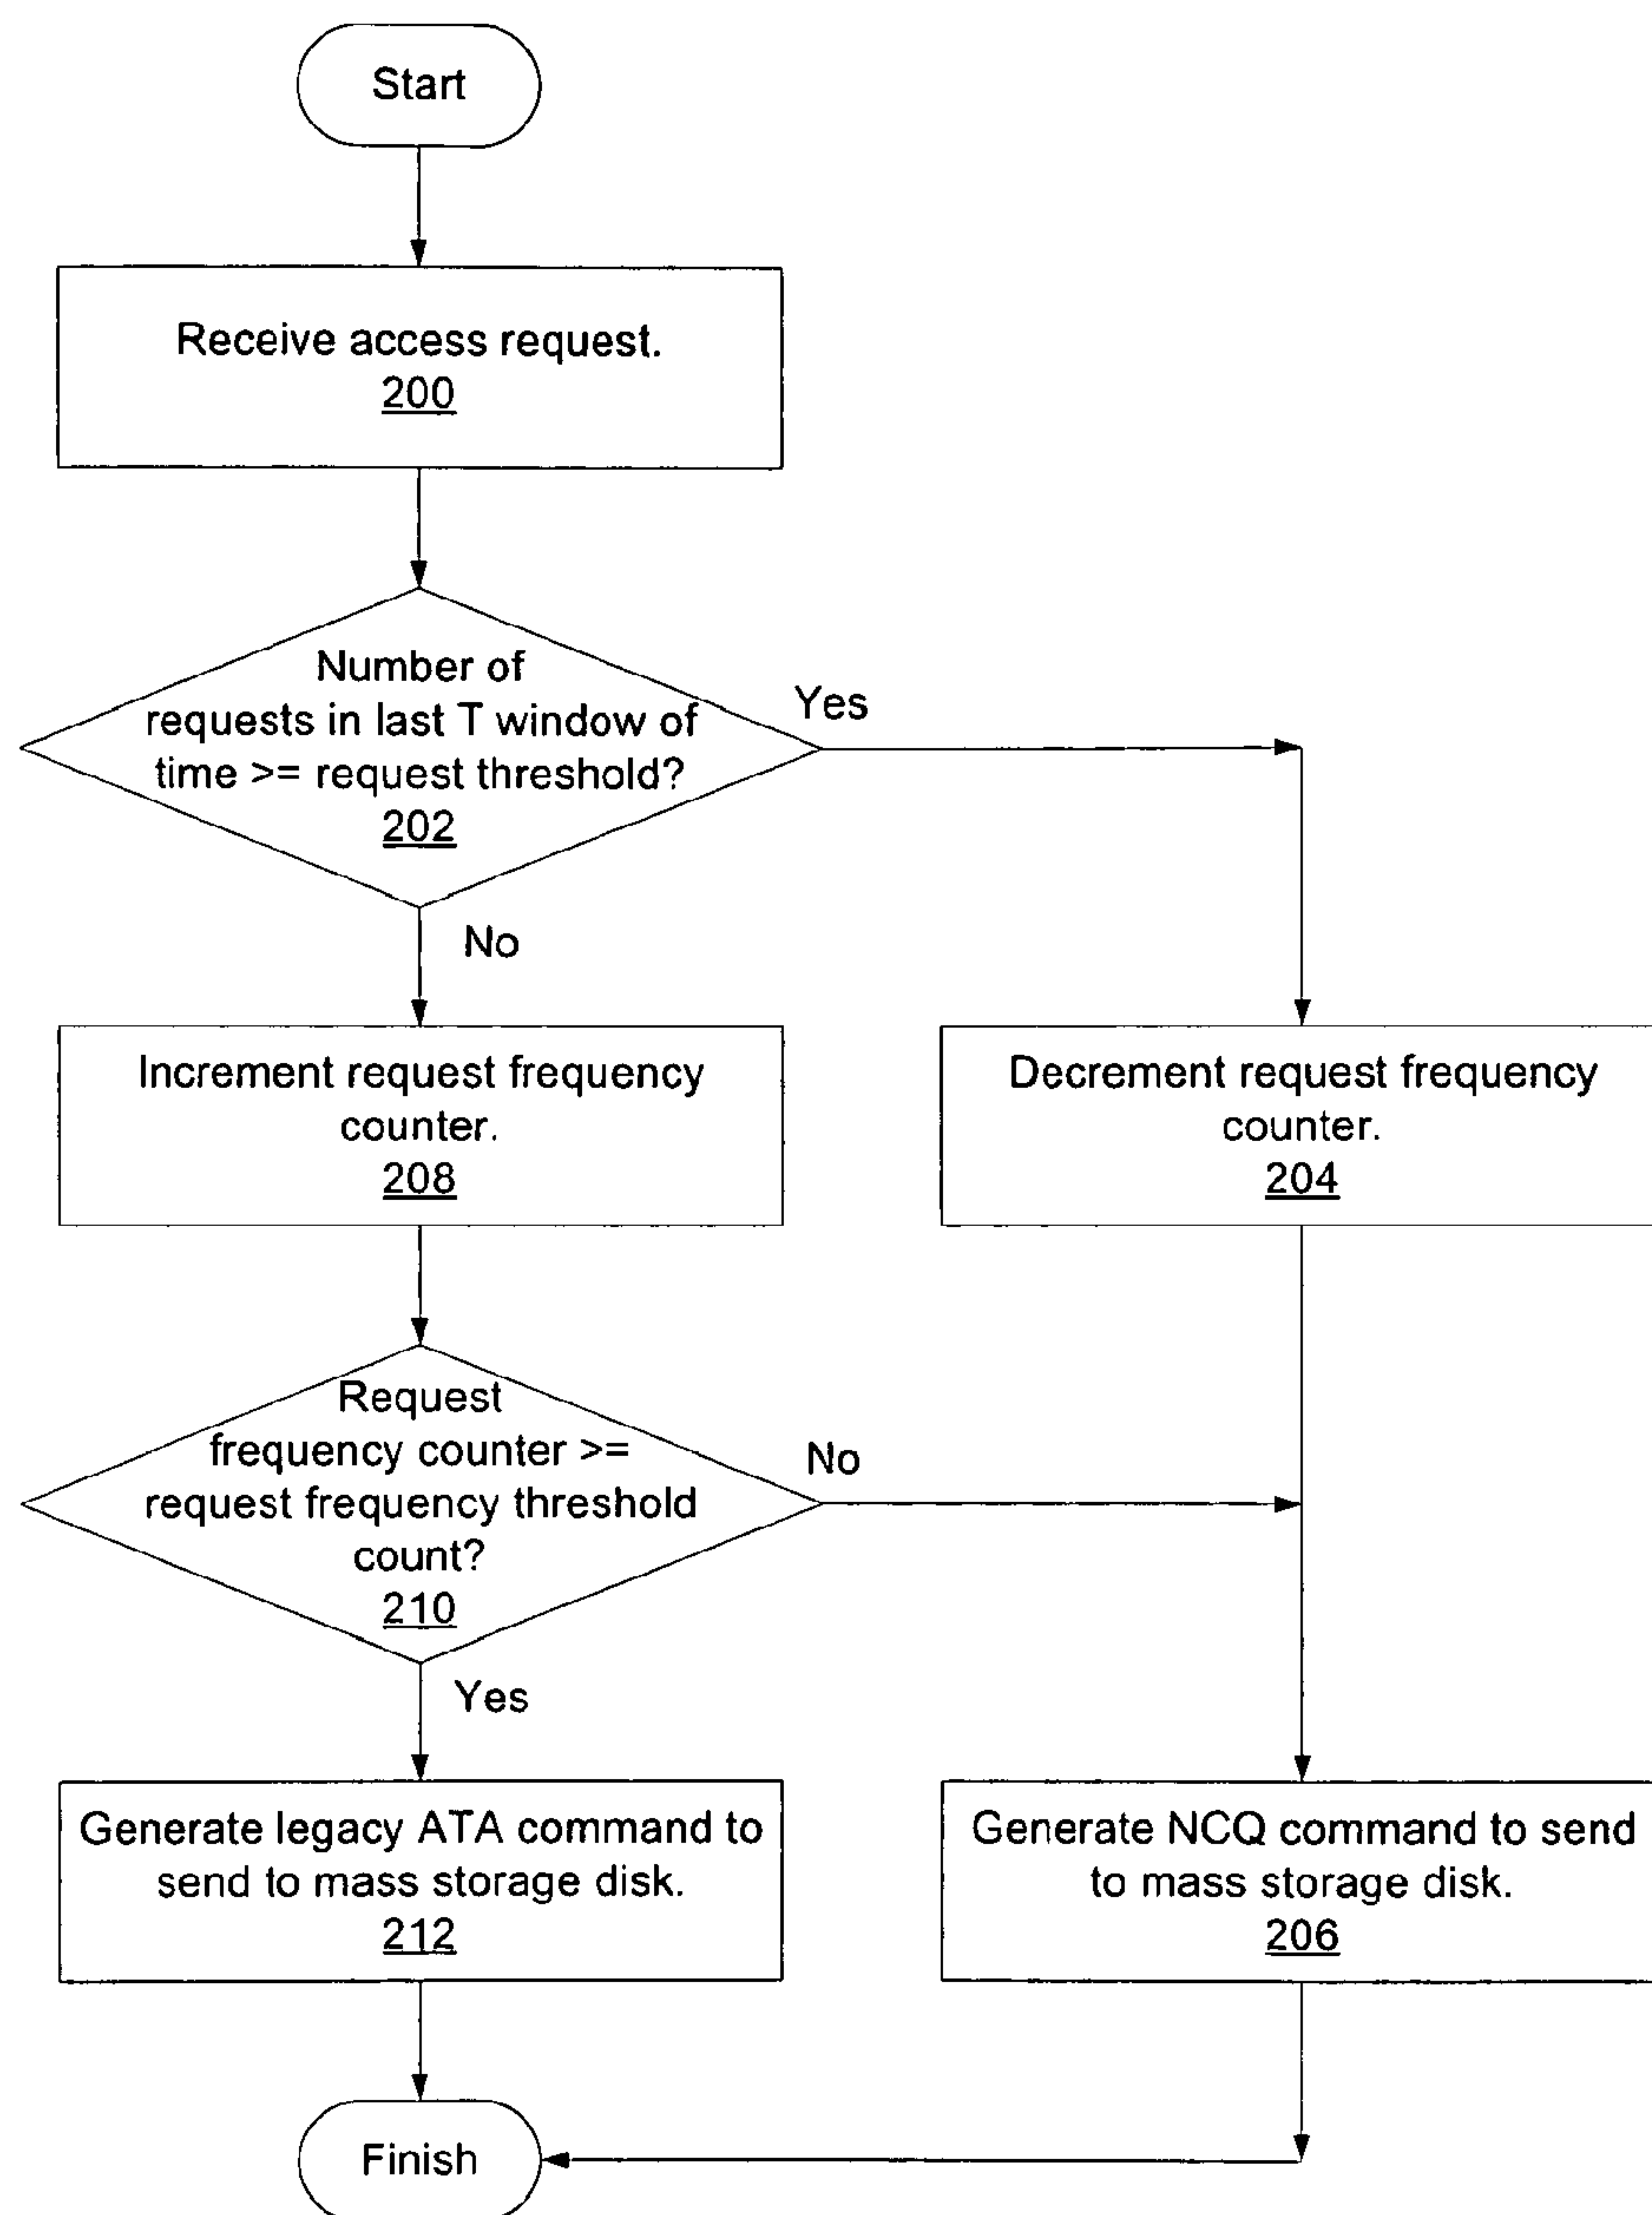 Start
Receive access request.
200
Number of
requests in last T window of
time >= request threshold?
202
Yes
No
Increment request frequency
counter.
208
Decrement request frequency
counter.
204
Request
frequency counter >=
request frequency threshold
count?
210
No
Yes
Generate legacy ATA command to
send to mass storage disk.
212
Generate NCQ command to send
to mass storage disk.
206
Finish